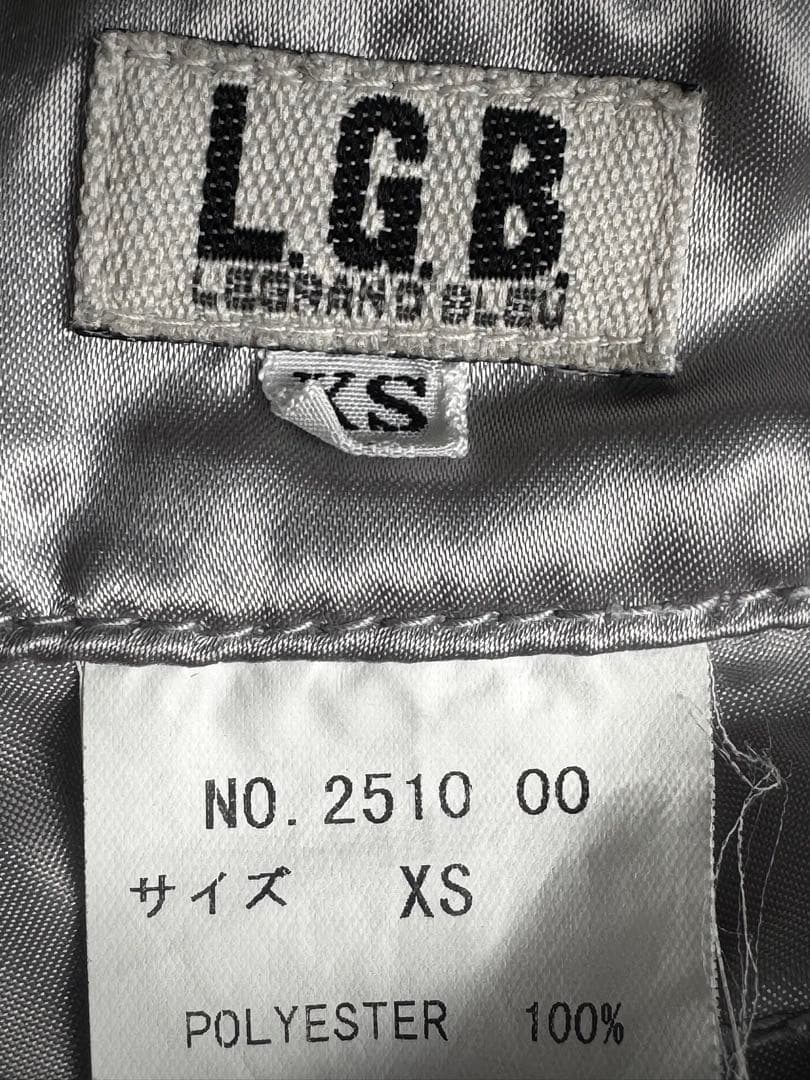 L.G.B.
LEGRAND BLEU
XS
NO. 2510 00
サイズ XS
POLYESTER 100%